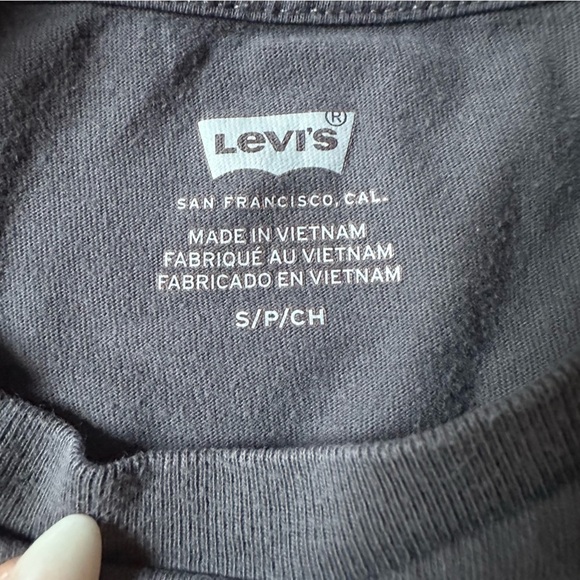 LEVI'S®
SAN FRANCISCO, CAL.
MADE IN VIETNAM
FABRIQUÉ AU VIETNAM
FABRICADO EN VIETNAM
S/P/CH